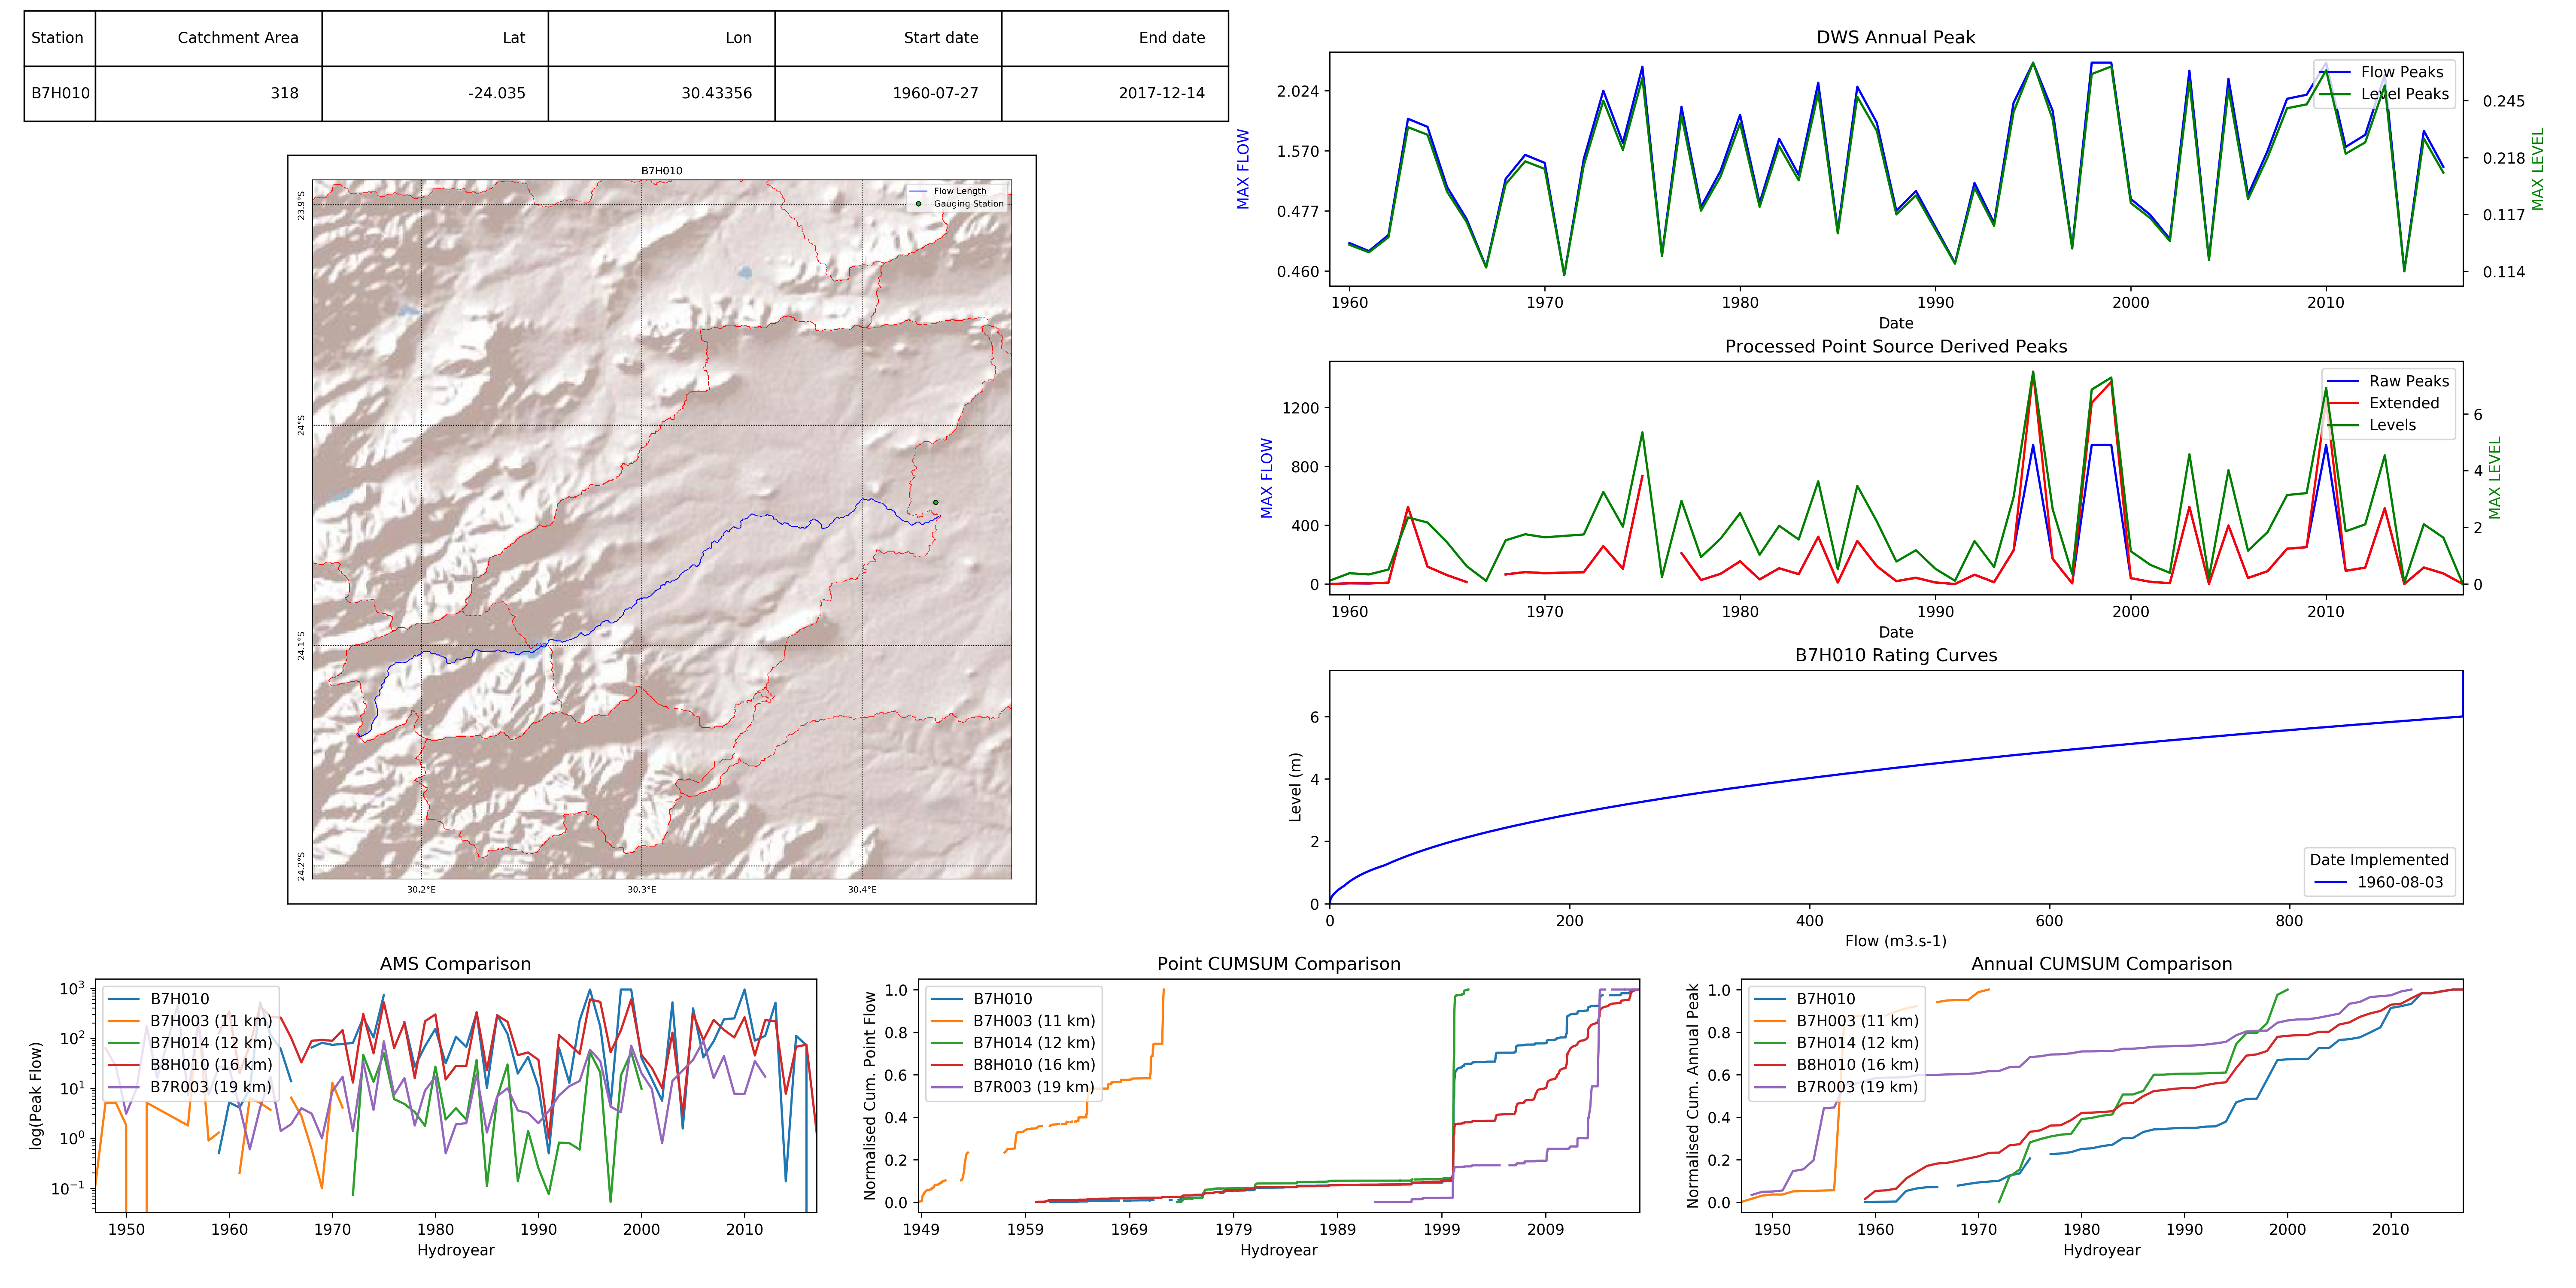 Station Catchment Area Lat Lon Start date End date
B7H010 318 -24.035 30.43356 1960-07-27 2017-12-14
B7H010
Flow Length
Gauging Station
23.9°S
24°S
24.1°S
24.2°S
30.2°E 30.3°E 30.4°E
DWS Annual Peak
Flow Peaks
Level Peaks
MAX FLOW
2.024
1.570
0.477
0.460
0.245
0.218
0.117
0.114
MAX LEVEL
1960 1970 1980 1990 2000 2010
Date
Processed Point Source Derived Peaks
Raw Peaks
Extended
Levels
MAX FLOW
1200
800
400
0
6
4
2
0
MAX LEVEL
1960 1970 1980 1990 2000 2010
Date
B7H010 Rating Curves
Level (m)
6
4
2
0
Date Implemented
1960-08-03
0 200 400 600 800
Flow (m3.s-1)
AMS Comparison
B7H010
B7H003 (11 km)
B7H014 (12 km)
B8H010 (16 km)
B7R003 (19 km)
log(Peak Flow)
10³
10²
10¹
10⁰
10⁻¹
1950 1960 1970 1980 1990 2000 2010
Hydroyear
Point CUMSUM Comparison
B7H010
B7H003 (11 km)
B7H014 (12 km)
B8H010 (16 km)
B7R003 (19 km)
Normalised Cum. Point Flow
1.0
0.8
0.6
0.4
0.2
0.0
1949 1959 1969 1979 1989 1999 2009
Hydroyear
Annual CUMSUM Comparison
B7H010
B7H003 (11 km)
B7H014 (12 km)
B8H010 (16 km)
B7R003 (19 km)
Normalised Cum. Annual Peak
1.0
0.8
0.6
0.4
0.2
0.0
1950 1960 1970 1980 1990 2000 2010
Hydroyear